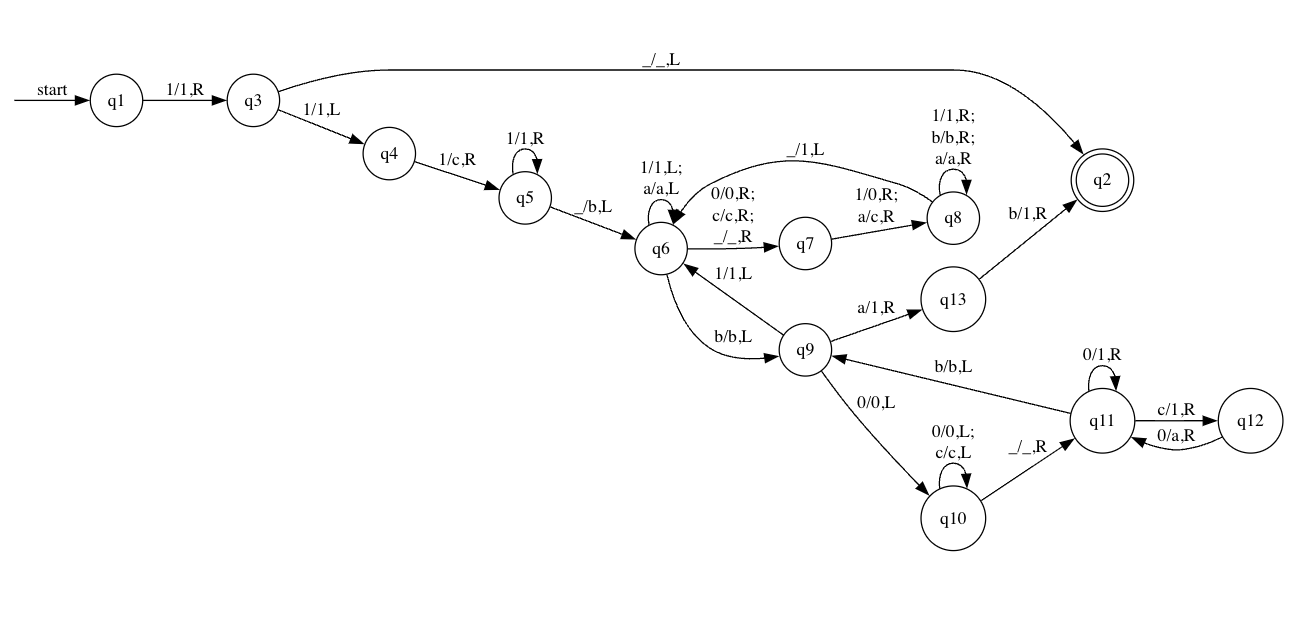 _/_,L
start
q1
1/1,R
q3
1/1,L
q4
1/c,R
1/1,R
q5
_/b,L
1/1,L;
a/a,L
q6
_/1,L
0/0,R;
c/c,R;
_/_,R
q7
1/0,R;
a/c,R
1/1,R;
b/b,R;
a/a,R
q8
q2
b/1,R
q13
1/1,L
a/1,R
b/b,L
q9
b/b,L
0/0,L
0/0,L;
c/c,L
q10
_/_,R
0/1,R
q11
c/1,R
0/a,R
q12